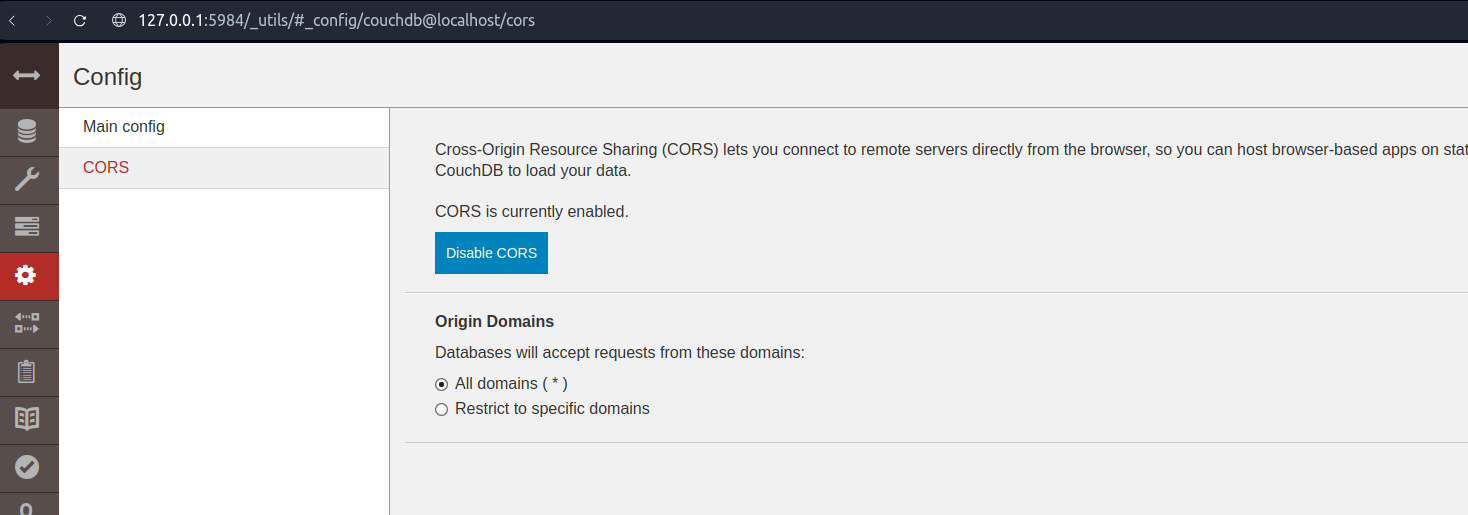 127.0.0.1:5984/_utils/#_config/couchdb@localhost/cors
Config
Main config
CORS
Cross-Origin Resource Sharing (CORS) lets you connect to remote servers directly from the browser, so you can host browser-based apps on stat
CouchDB to load your data.
CORS is currently enabled.
Disable CORS
Origin Domains
Databases will accept requests from these domains:
All domains ( * )
Restrict to specific domains